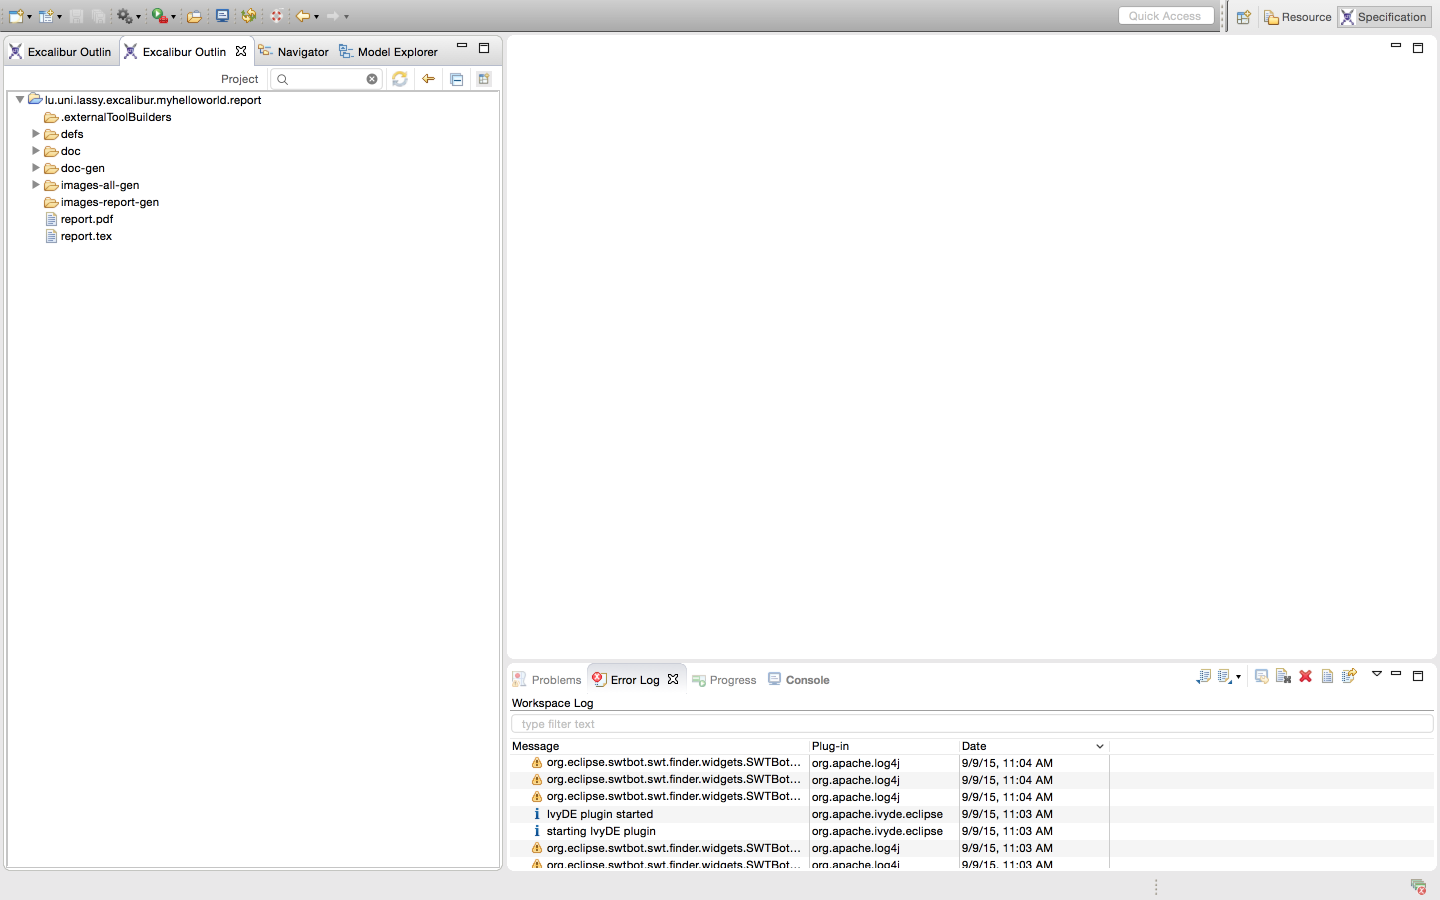 Quick Access
Resource
Specification
Excalibur Outlin
Excalibur Outlin
Navigator
Model Explorer
Project
lu.uni.lassy.excalibur.myhelloworld.report
.externalToolBuilders
defs
doc
doc-gen
images-all-gen
images-report-gen
report.pdf
report.tex
Problems
Error Log
Progress
Console
Workspace Log
type filter text
Message Plug-in Date
org.eclipse.swtbot.swt.finder.widgets.SWTBot... org.apache.log4j 9/9/15, 11:04 AM
org.eclipse.swtbot.swt.finder.widgets.SWTBot... org.apache.log4j 9/9/15, 11:04 AM
org.eclipse.swtbot.swt.finder.widgets.SWTBot... org.apache.log4j 9/9/15, 11:04 AM
IvyDE plugin started org.apache.ivyde.eclipse 9/9/15, 11:03 AM
starting IvyDE plugin org.apache.ivyde.eclipse 9/9/15, 11:03 AM
org.eclipse.swtbot.swt.finder.widgets.SWTBot... org.apache.log4j 9/9/15, 11:03 AM
org.eclipse.swtbot.swt.finder.widgets.SWTBot... org.apache.log4j 9/9/15, 11:03 AM